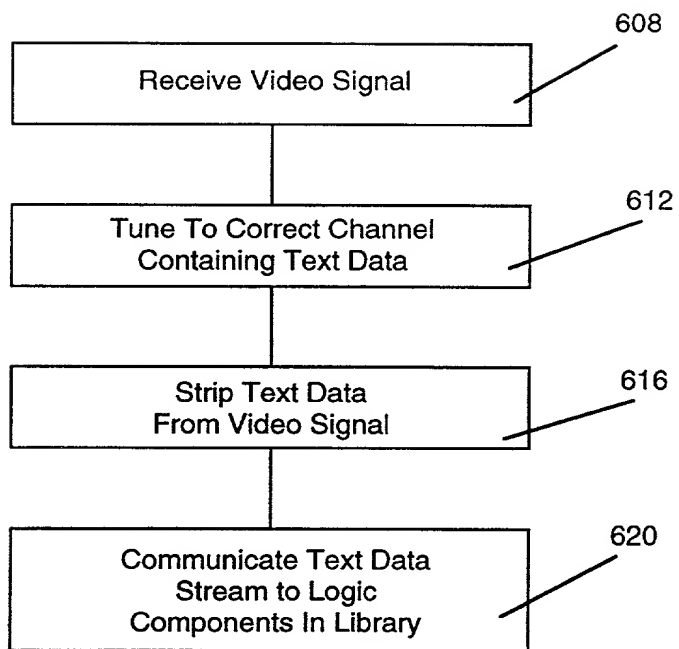 608
Receive Video Signal
612
Tune To Correct Channel
Containing Text Data
616
Strip Text Data
From Video Signal
620
Communicate Text Data
Stream to Logic
Components In Library